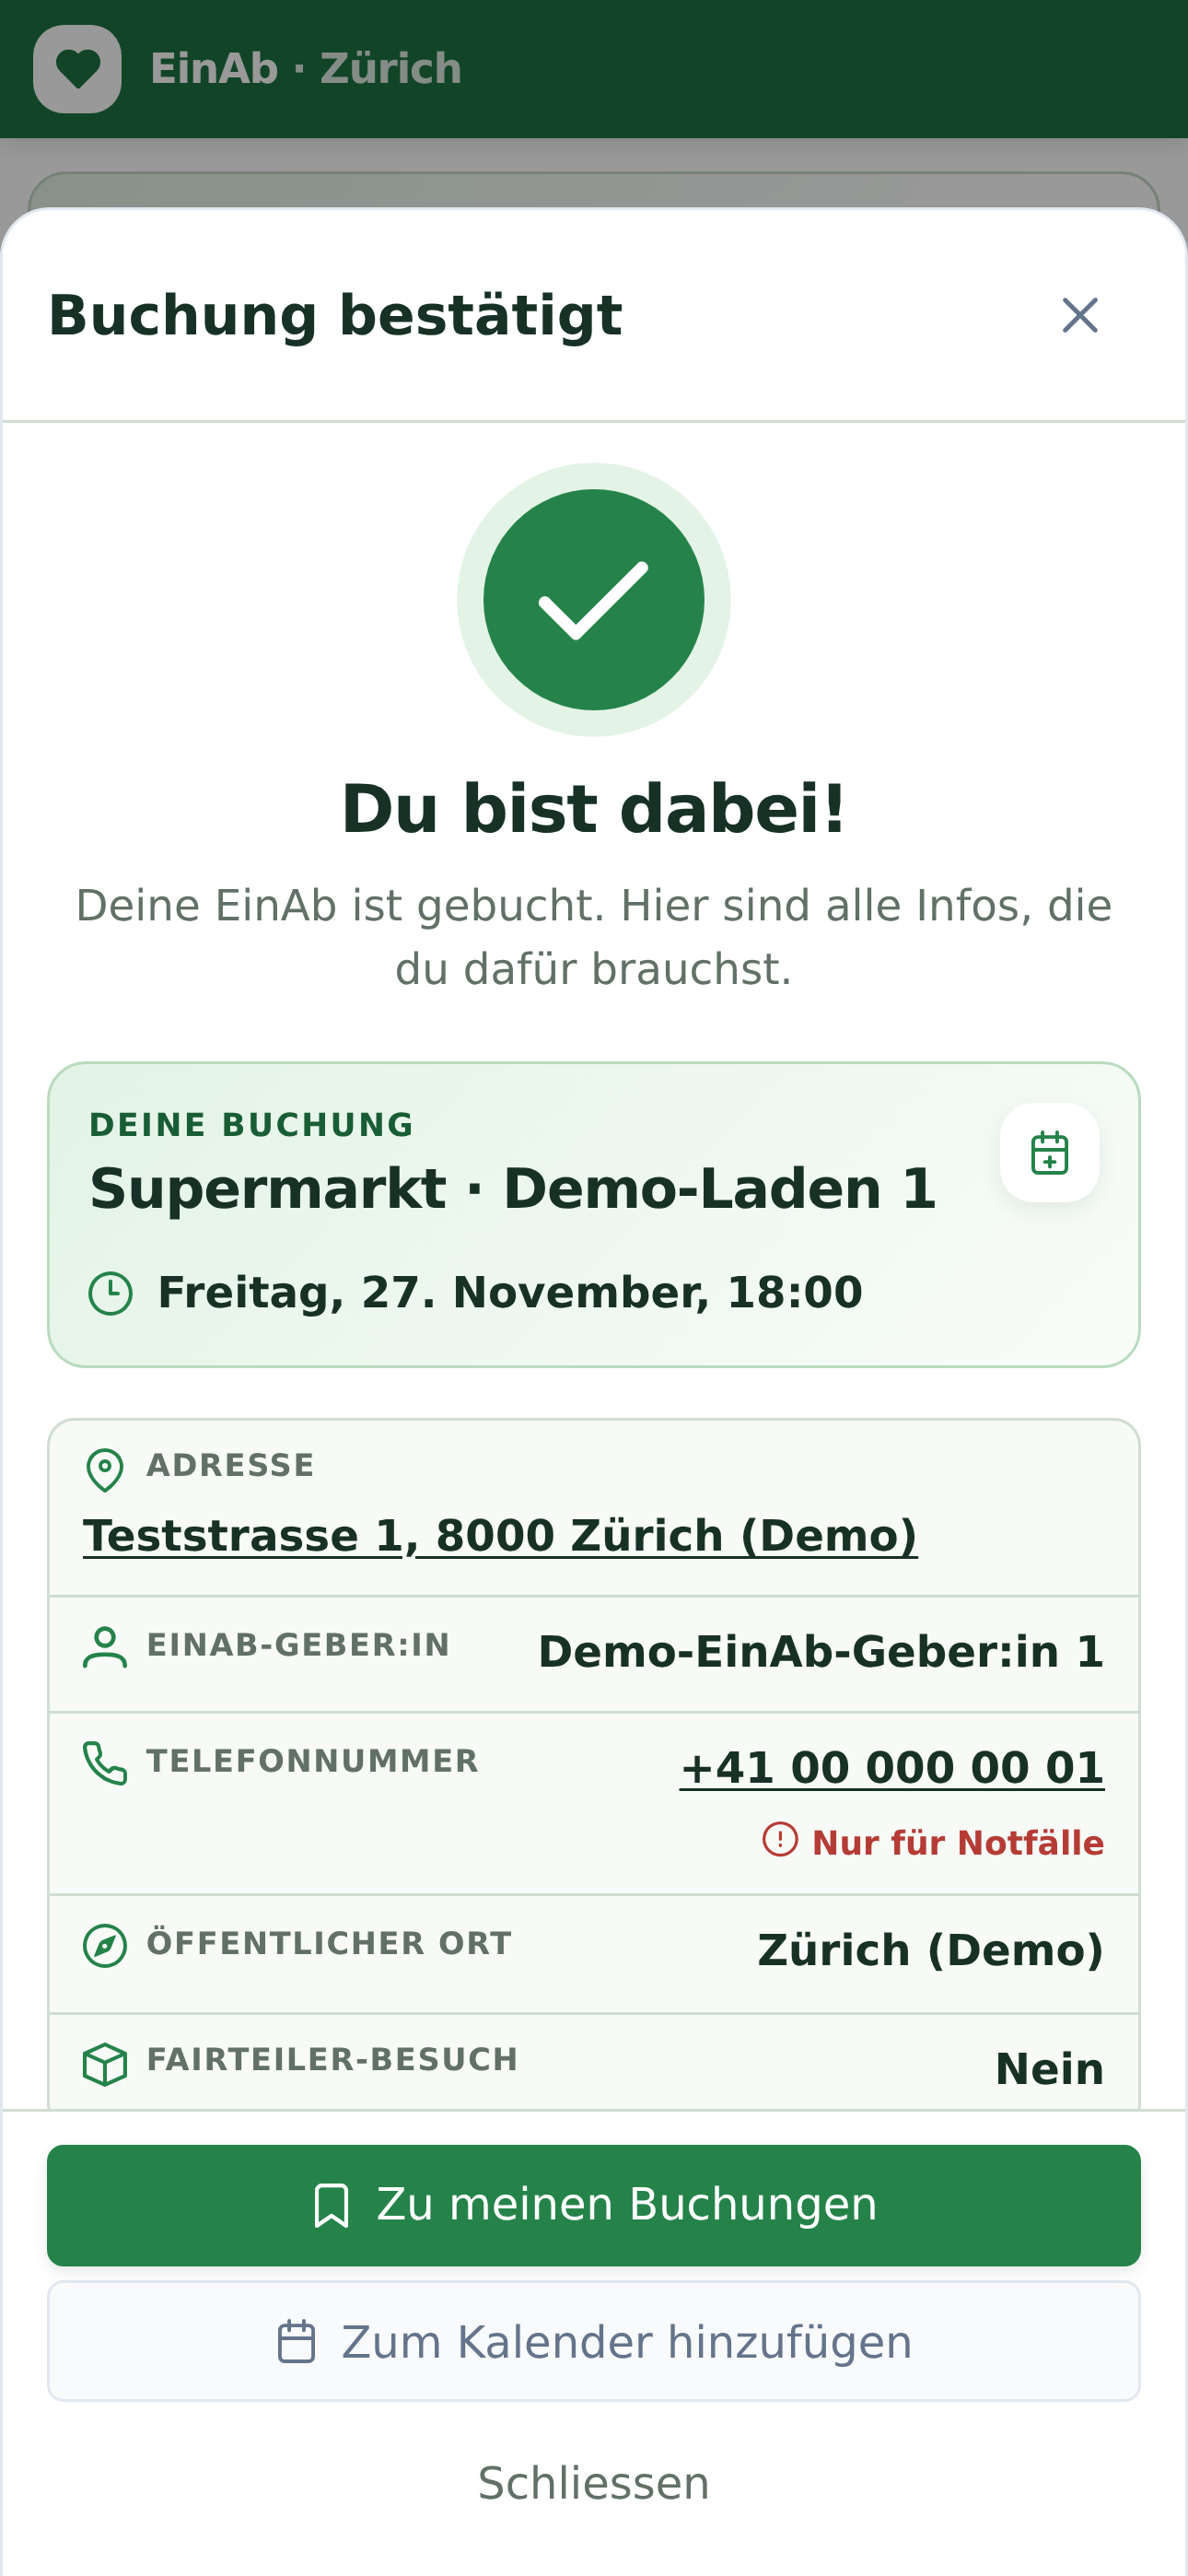 EinAb · Zürich
Buchung bestätigt
Du bist dabei!
Deine EinAb ist gebucht. Hier sind alle Infos, die
du dafür brauchst.
DEINE BUCHUNG
Supermarkt · Demo-Laden 1
Freitag, 27. November, 18:00
ADRESSE
Teststrasse 1, 8000 Zürich (Demo)
EINAB-GEBER:IN Demo-EinAb-Geber:in 1
TELEFONNUMMER +41 00 000 00 01
Nur für Notfälle
ÖFFENTLICHER ORT Zürich (Demo)
FAIRTEILER-BESUCH Nein
Zu meinen Buchungen
Zum Kalender hinzufügen
Schliessen